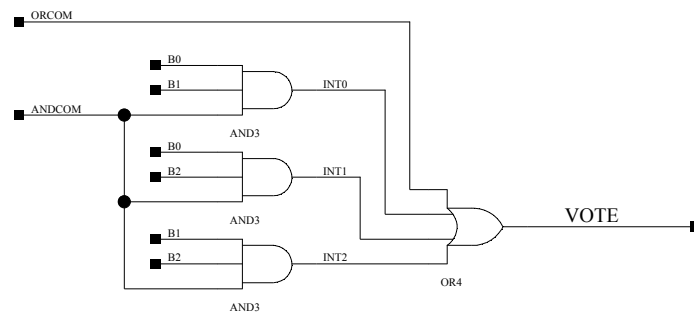 ORCOM
B0
B1
INT0
ANDCOM
AND3
B0
B2
INT1
AND3
VOTE
B1
B2
INT2
OR4
AND3